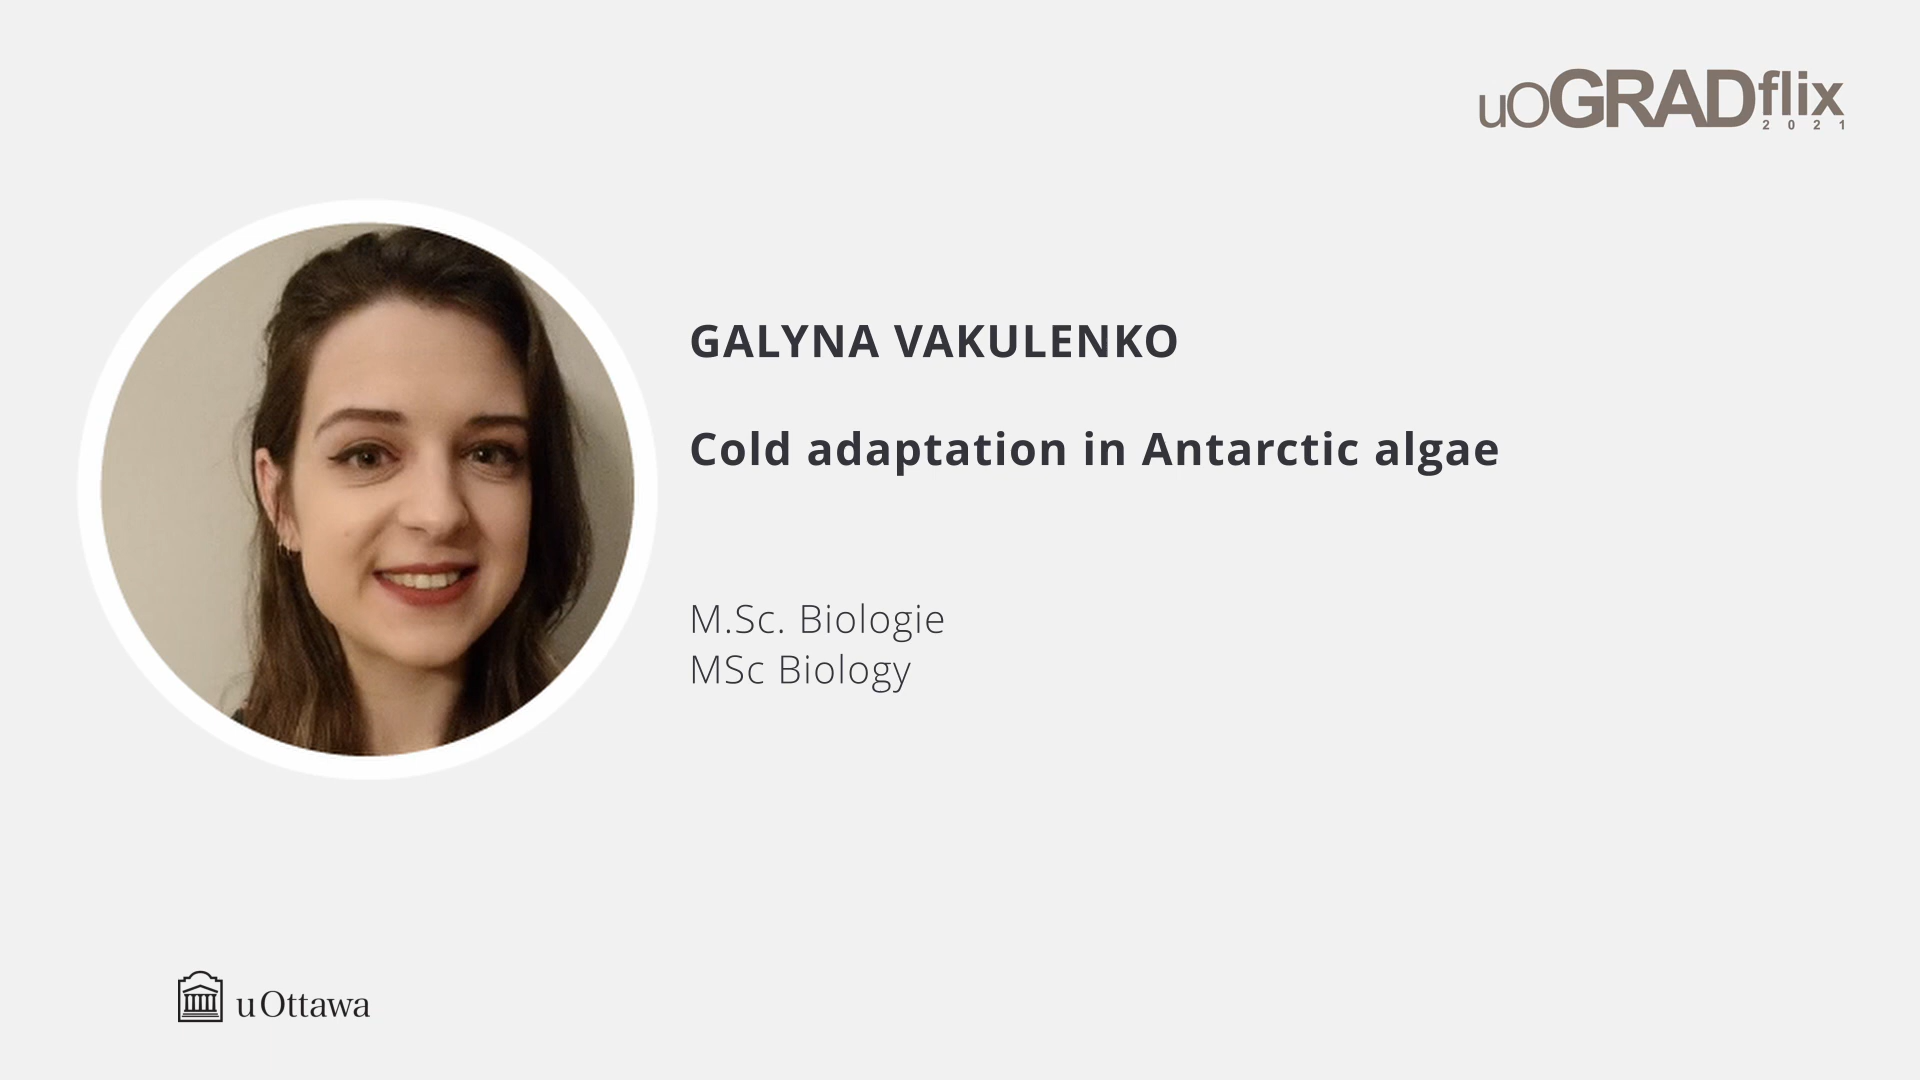 uOGRADflix
2021
GALYNA VAKULENKO
Cold adaptation in Antarctic algae
M.Sc. Biologie
MSc Biology
uOttawa